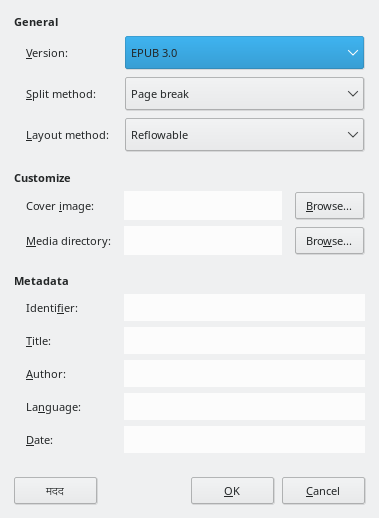 General
Version: EPUB 3.0
Split method: Page break
Layout method: Reflowable
Customize
Cover image: Browse...
Media directory: Browse...
Metadata
Identifier:
Title:
Author:
Language:
Date:
मदद OK Cancel